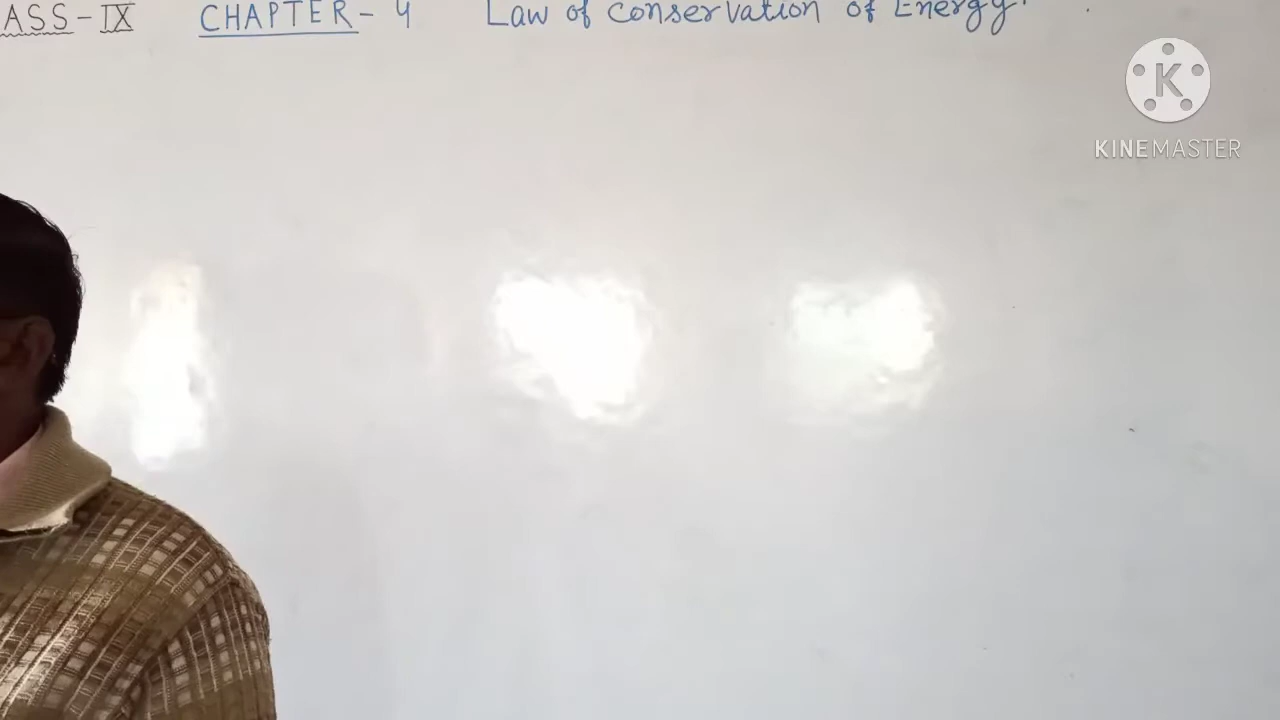 ASS-IX CHAPTER-4 Law of Conservation of Energy.
K
KINEMASTER